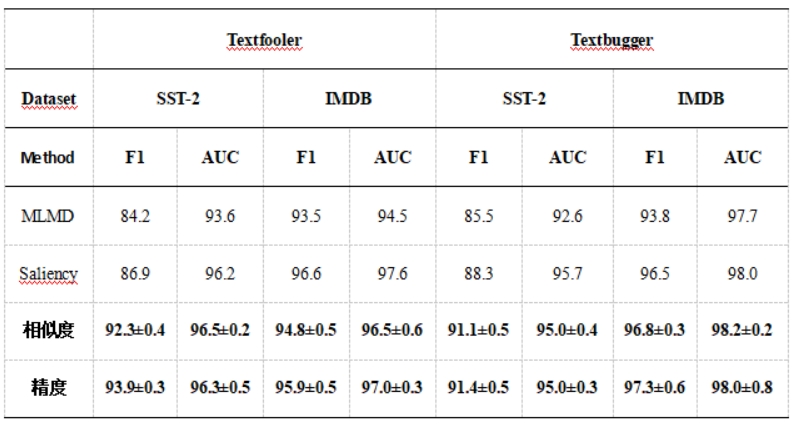 Textfooler Textbugger
Dataset SST-2 IMDB SST-2 IMDB
Method F1 AUC F1 AUC F1 AUC F1 AUC
MLMD 84.2 93.6 93.5 94.5 85.5 92.6 93.8 97.7
Saliency 86.9 96.2 96.6 97.6 88.3 95.7 96.5 98.0
相似度 92.3±0.4 96.5±0.2 94.8±0.5 96.5±0.6 91.1±0.5 95.0±0.4 96.8±0.3 98.2±0.2
精度 93.9±0.3 96.3±0.5 95.9±0.5 97.0±0.3 91.4±0.5 95.0±0.3 97.3±0.6 98.0±0.8